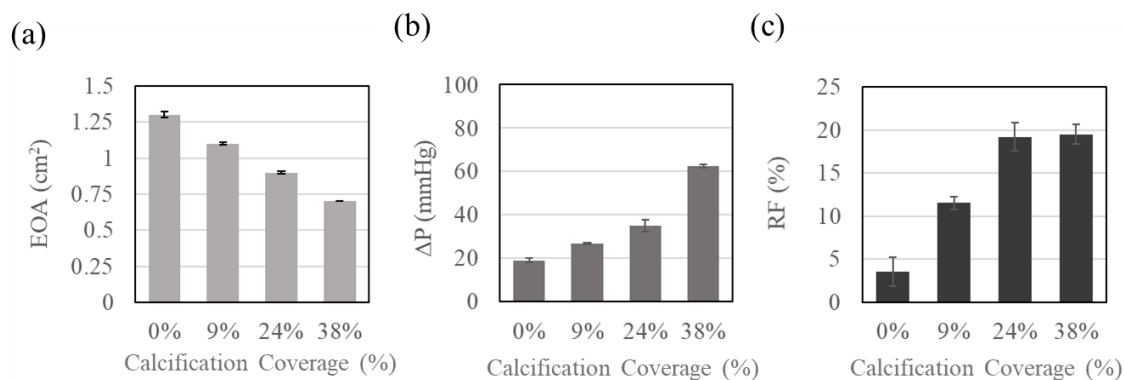 (a)
1.5
1.25
1
0.75
0.5
0.25
0
EOA (cm²)
0% 9% 24% 38%
Calcification Coverage (%)
(b)
100
80
60
40
20
0
ΔP (mmHg)
0% 9% 24% 38%
Calcification Coverage (%)
(c)
25
20
15
10
5
0
RF (%)
0% 9% 24% 38%
Calcification Coverage (%)